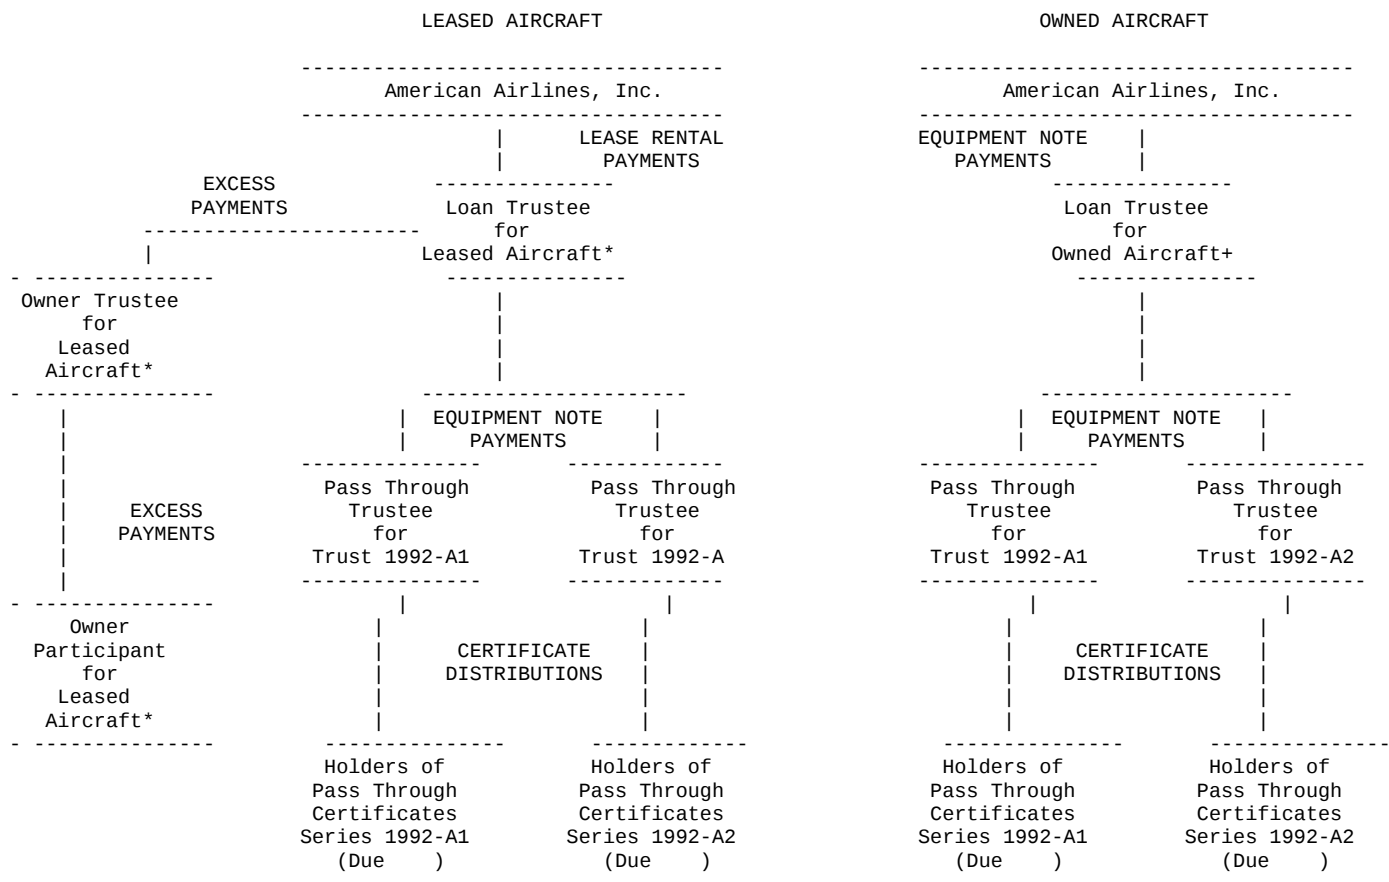 LEASED AIRCRAFT OWNED AIRCRAFT
American Airlines, Inc. American Airlines, Inc.
LEASE RENTAL EQUIPMENT NOTE
PAYMENTS PAYMENTS
EXCESS
PAYMENTS Loan Trustee Loan Trustee
for for
Leased Aircraft* Owned Aircraft+
Owner Trustee
for
Leased
Aircraft*
EQUIPMENT NOTE EQUIPMENT NOTE
PAYMENTS PAYMENTS
Pass Through Pass Through Pass Through Pass Through
EXCESS Trustee Trustee Trustee Trustee
PAYMENTS for for for for
Trust 1992-A1 Trust 1992-A Trust 1992-A1 Trust 1992-A2
Owner
Participant CERTIFICATE CERTIFICATE
for DISTRIBUTIONS DISTRIBUTIONS
Leased
Aircraft*
Holders of Holders of Holders of Holders of
Pass Through Pass Through Pass Through Pass Through
Certificates Certificates Certificates Certificates
Series 1992-A1 Series 1992-A2 Series 1992-A1 Series 1992-A2
(Due ) (Due ) (Due ) (Due )